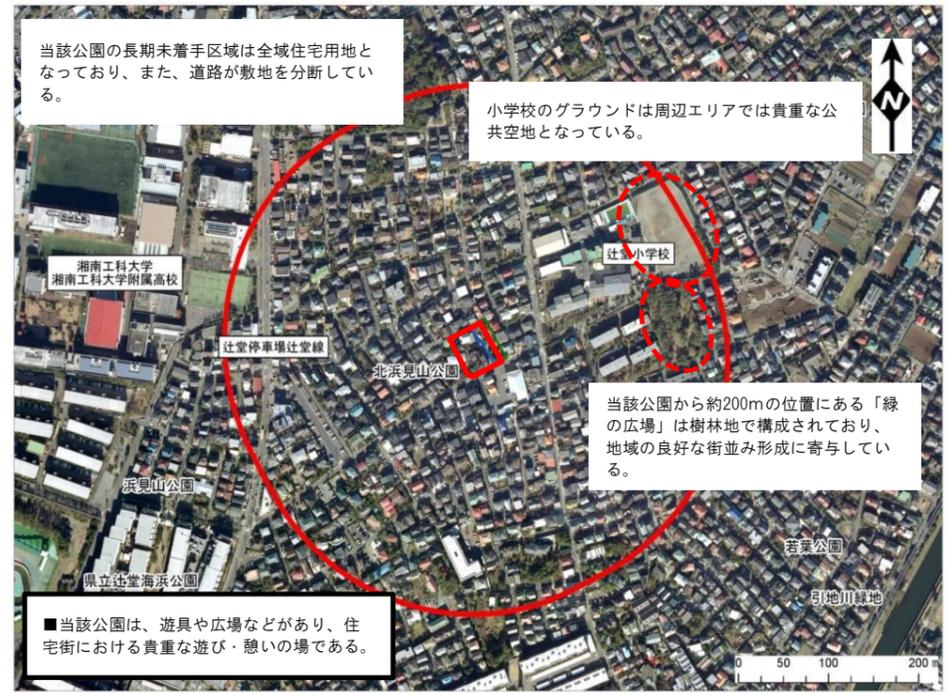 当該公園の長期未着手区域は全域住宅用地と
なっており、また、道路が敷地を分断してい
る。
小学校のグラウンドは周辺エリアでは貴重な公
共空地となっている。
N
辻堂小学校
湘南工科大学
湘南工科大学附属高校
辻堂停車場辻堂線
北浜見山公園
当該公園から約200mの位置にある「緑
の広場」は樹林地で構成されており、
地域の良好な街並み形成に寄与してい
る。
浜見山公園
若葉公園
県立辻堂海浜公園
引地川緑地
■当該公園は、遊具や広場などがあり、住
宅街における貴重な遊び・憩いの場である。
0 50 100 200 m